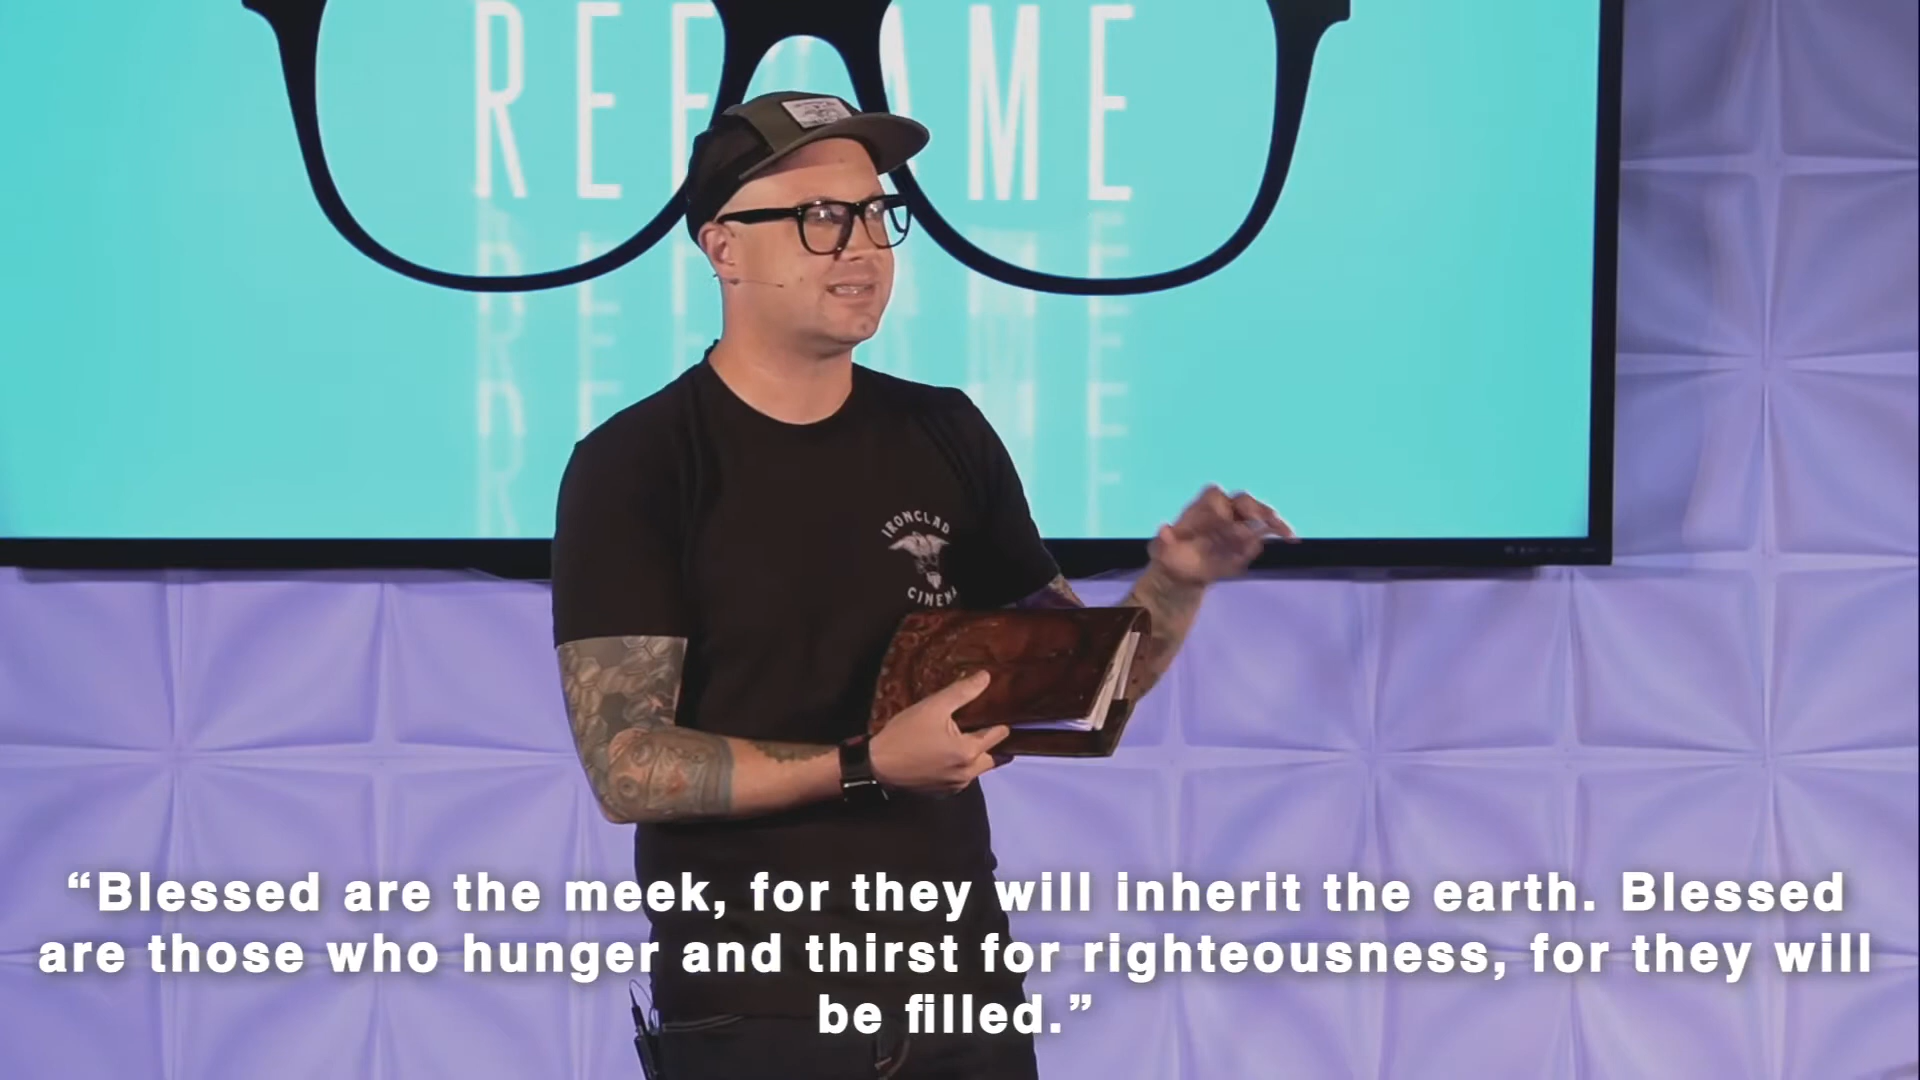 REFRAME
IRONCLAD
CINEMA
“Blessed are the meek, for they will inherit the earth. Blessed
are those who hunger and thirst for righteousness, for they will
be filled.”